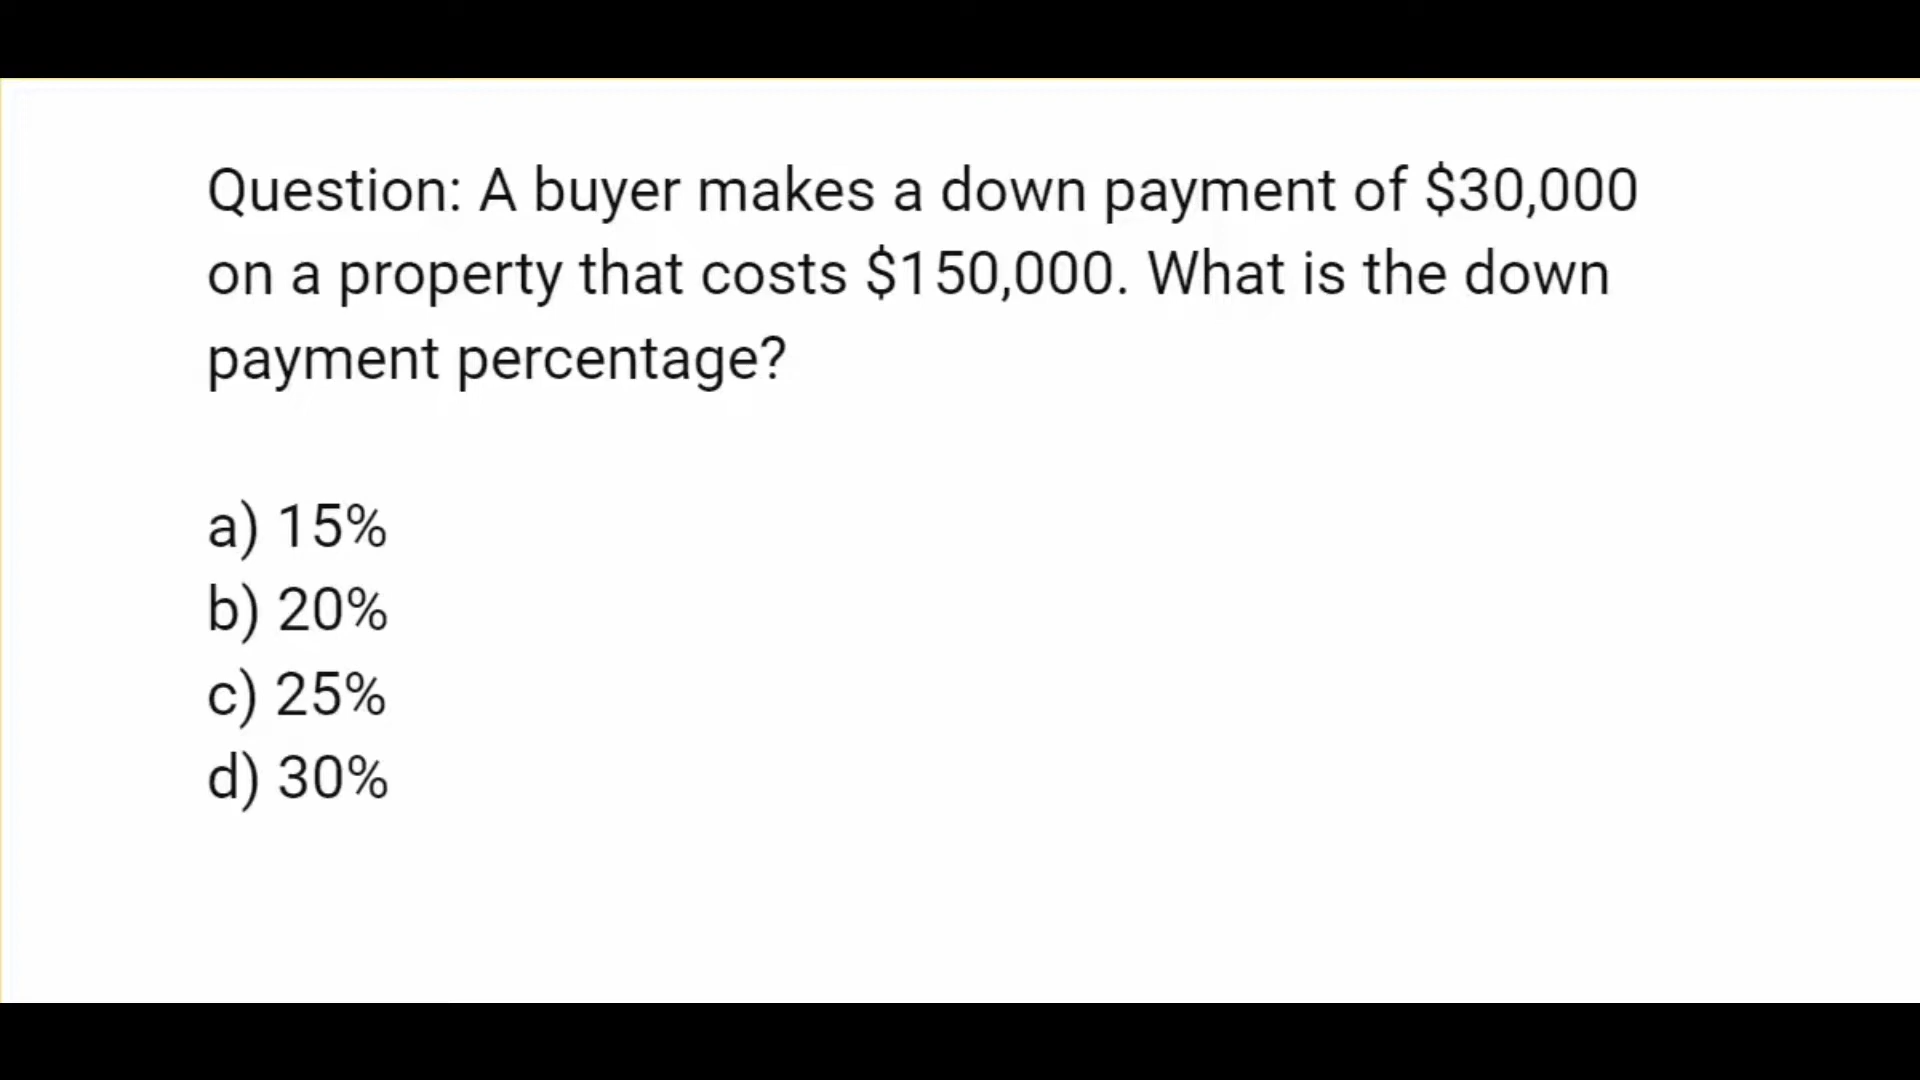 Question: A buyer makes a down payment of $30,000
on a property that costs $150,000. What is the down
payment percentage?
a) 15%
b) 20%
c) 25%
d) 30%